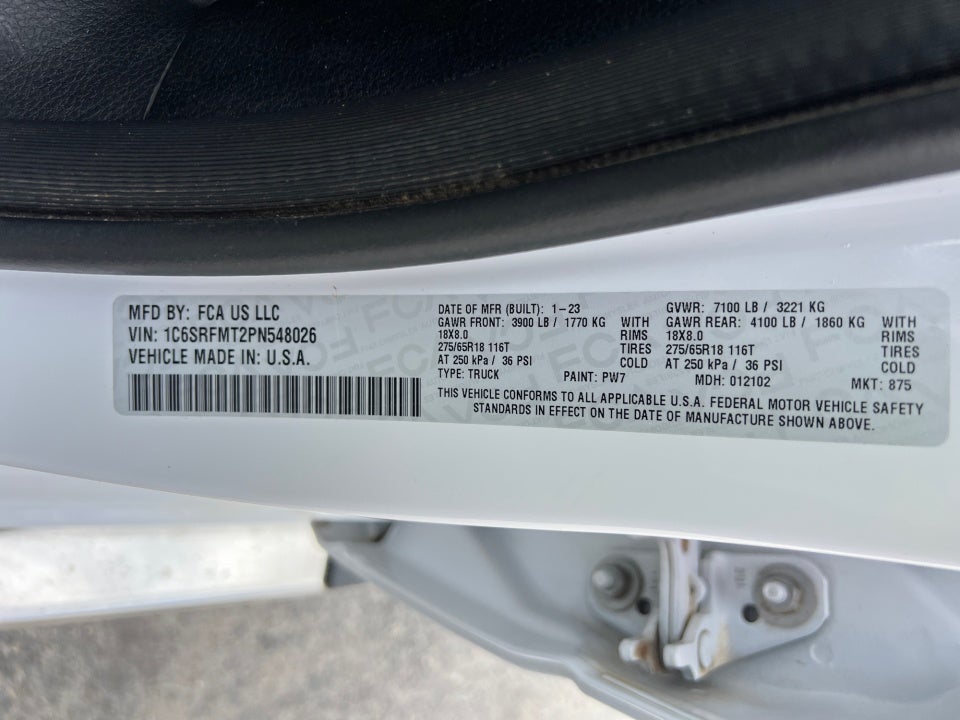 MFD BY: FCA US LLC
VIN: 1C6SRFMT2PN548026
VEHICLE MADE IN: U.S.A.
DATE OF MFR (BUILT): 1-23
GVWR: 7100 LB / 3221 KG
GAWR FRONT: 3900 LB / 1770 KG WITH
18X8.0 RIMS
275/65R18 116T TIRES
AT 250 kPa / 36 PSI COLD
GAWR REAR: 4100 LB / 1860 KG WITH
18X8.0 RIMS
275/65R18 116T TIRES
AT 250 kPa / 36 PSI COLD
TYPE: TRUCK PAINT: PW7 MDH: 012102 MKT: 875
THIS VEHICLE CONFORMS TO ALL APPLICABLE U.S.A. FEDERAL MOTOR VEHICLE SAFETY
STANDARDS IN EFFECT ON THE DATE OF MANUFACTURE SHOWN ABOVE.